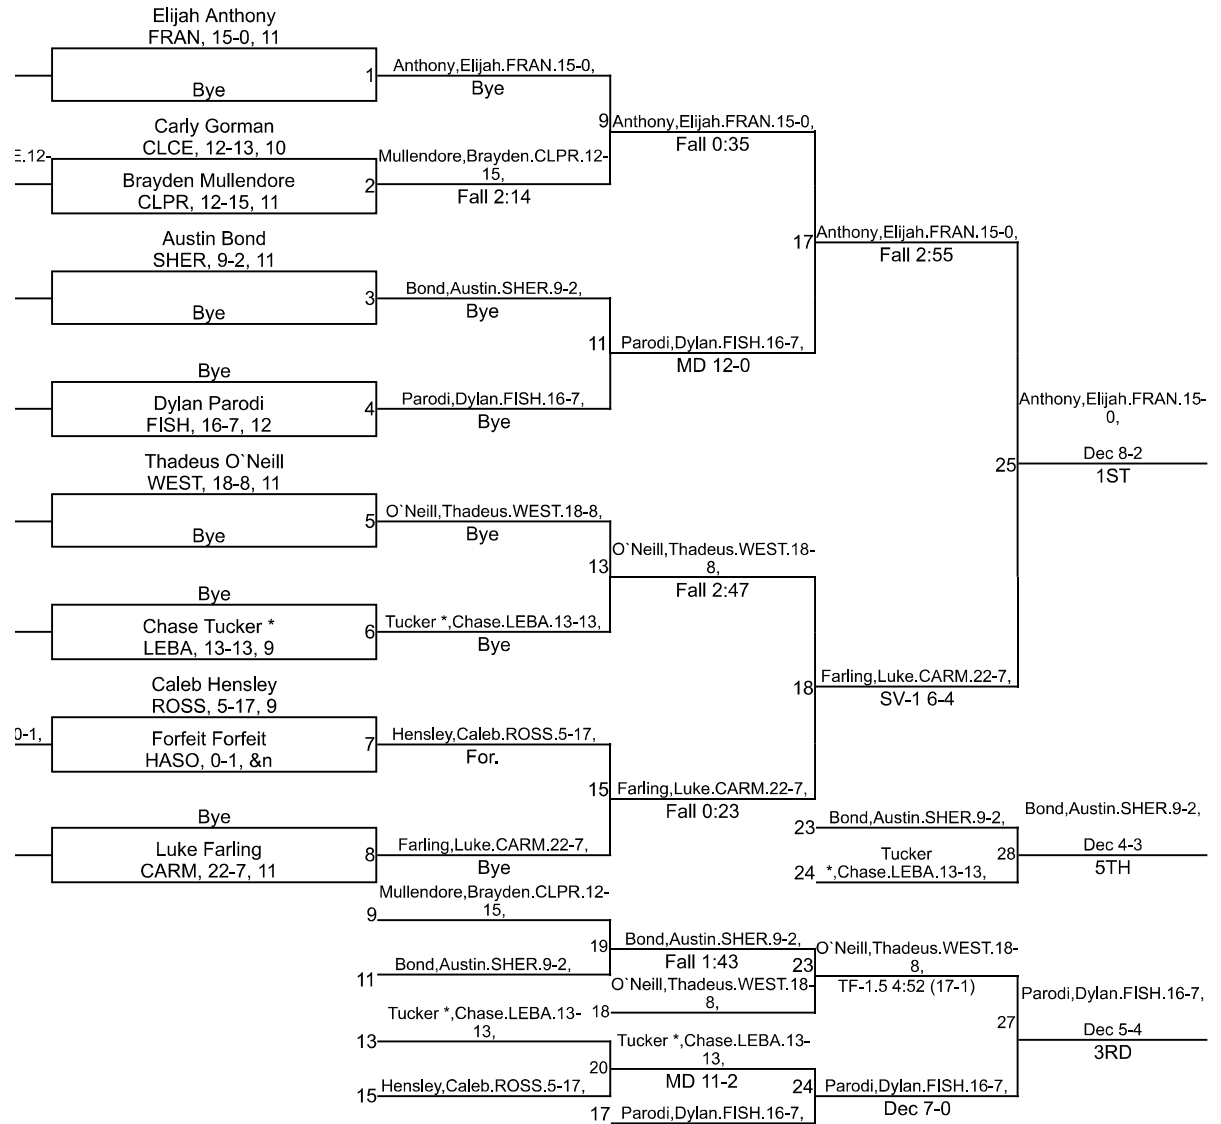 Elijah Anthony
FRAN, 15-0, 11
1
Anthony,Elijah.FRAN.15-0,
Bye
Bye
9
Anthony,Elijah.FRAN.15-0,
Fall 0:35
Carly Gorman
CLCE, 12-13, 10
E.12-
Brayden Mullendore
CLPR, 12-15, 11
2
Mullendore,Brayden.CLPR.12-
15,
Fall 2:14
Austin Bond
SHER, 9-2, 11
17
Anthony,Elijah.FRAN.15-0,
Fall 2:55
3
Bond,Austin.SHER.9-2,
Bye
Bye
11
Parodi,Dylan.FISH.16-7,
MD 12-0
Bye
Dylan Parodi
FISH, 16-7, 12
4
Parodi,Dylan.FISH.16-7,
Bye
Anthony,Elijah.FRAN.15-
0,
25
Dec 8-2
1ST
Thadeus O`Neill
WEST, 18-8, 11
5
O`Neill,Thadeus.WEST.18-8,
Bye
Bye
13
O`Neill,Thadeus.WEST.18-
8,
Fall 2:47
Bye
Chase Tucker *
LEBA, 13-13, 9
6
Tucker *,Chase.LEBA.13-13,
Bye
Caleb Hensley
ROSS, 5-17, 9
18
Farling,Luke.CARM.22-7,
SV-1 6-4
0-1,
Forfeit Forfeit
HASO, 0-1, &n
7
Hensley,Caleb.ROSS.5-17,
For.
15
Farling,Luke.CARM.22-7,
Fall 0:23
Bye
Luke Farling
CARM, 22-7, 11
8
Farling,Luke.CARM.22-7,
Bye
23
Bond,Austin.SHER.9-2,
Bond,Austin.SHER.9-2,
24
Tucker
*,Chase.LEBA.13-13,
28
Dec 4-3
5TH
9
Mullendore,Brayden.CLPR.12-
15,
19
Bond,Austin.SHER.9-2,
Fall 1:43
11
Bond,Austin.SHER.9-2,
23
O`Neill,Thadeus.WEST.18-
8,
TF-1.5 4:52 (17-1)
18
O`Neill,Thadeus.WEST.18-
8,
Parodi,Dylan.FISH.16-7,
27
Dec 5-4
3RD
13
Tucker *,Chase.LEBA.13-
13,
20
Tucker *,Chase.LEBA.13-
13,
MD 11-2
15
Hensley,Caleb.ROSS.5-17,
24
Parodi,Dylan.FISH.16-7,
Dec 7-0
17
Parodi,Dylan.FISH.16-7,